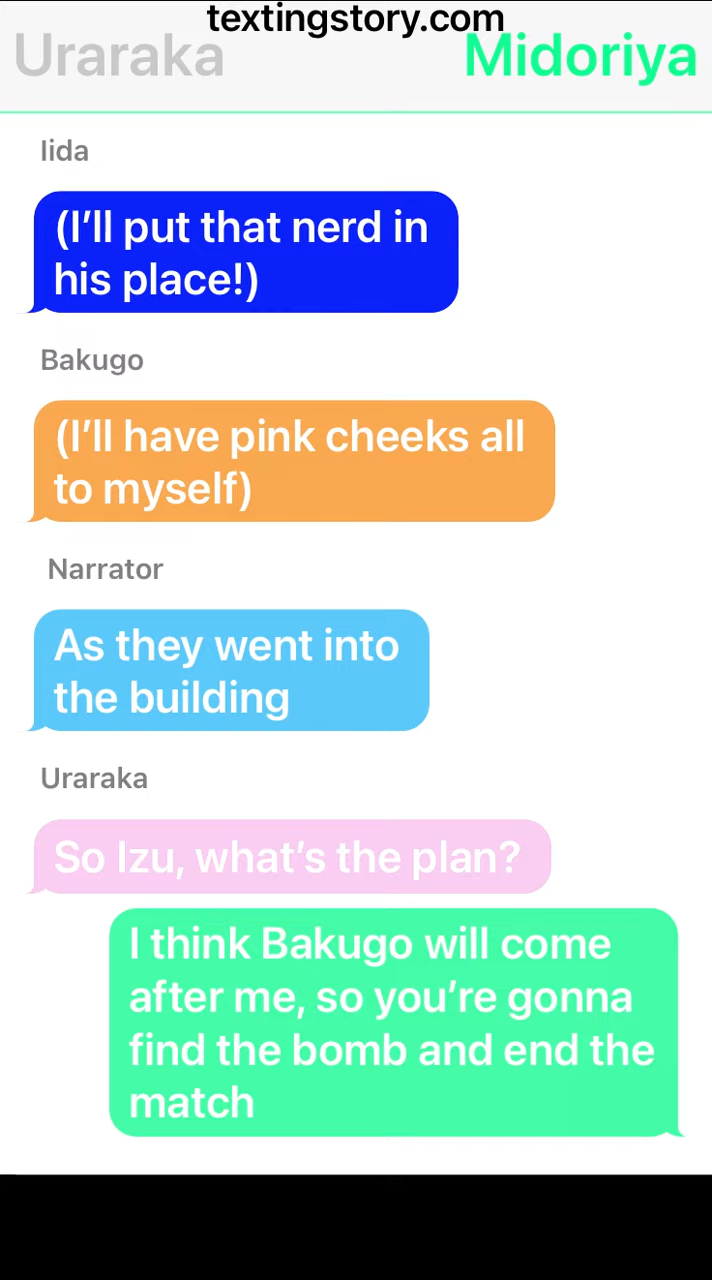 textingstory.com
Uraraka Midoriya
Iida
(I’ll put that nerd in
his place!)
Bakugo
(I’ll have pink cheeks all
to myself)
Narrator
As they went into
the building
Uraraka
So Izu, what’s the plan?
I think Bakugo will come
after me, so you’re gonna
find the bomb and end the
match